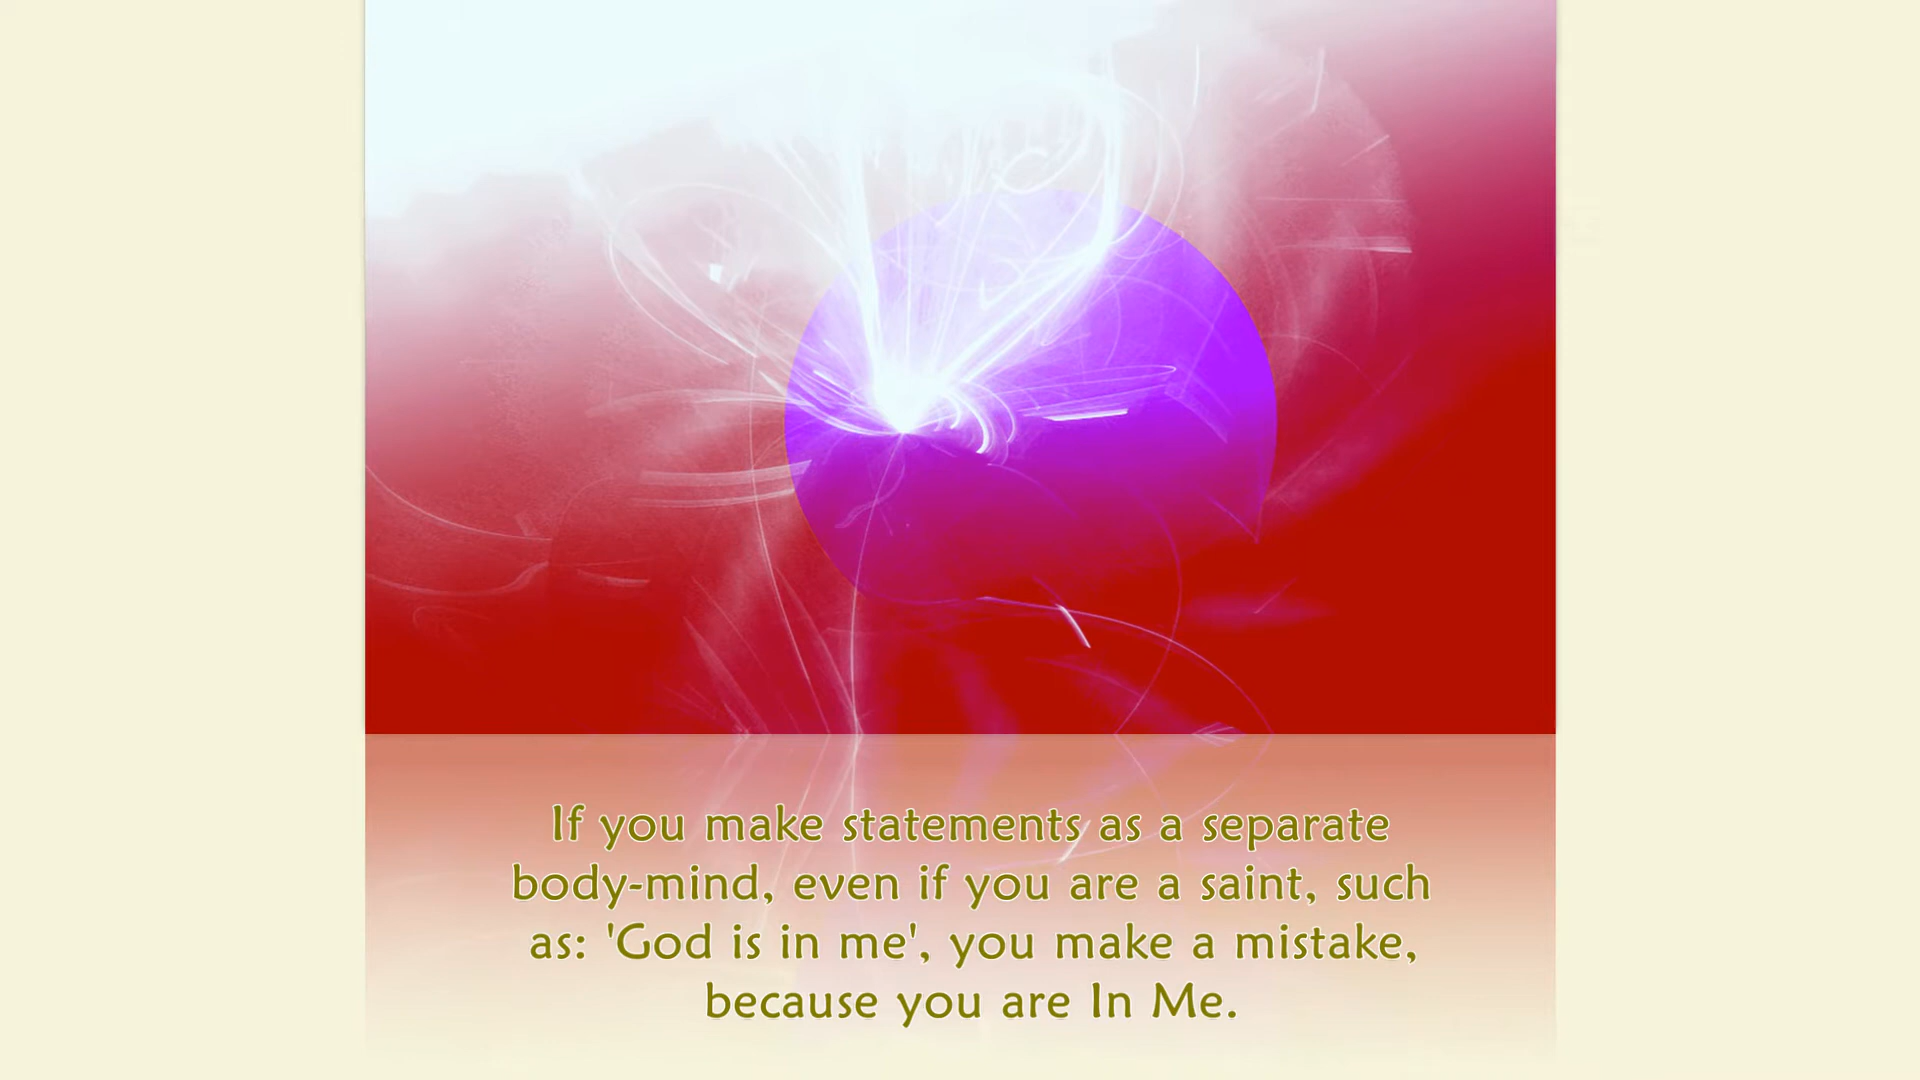 If you make statements as a separate
body-mind, even if you are a saint, such
as: 'God is in me', you make a mistake,
because you are In Me.